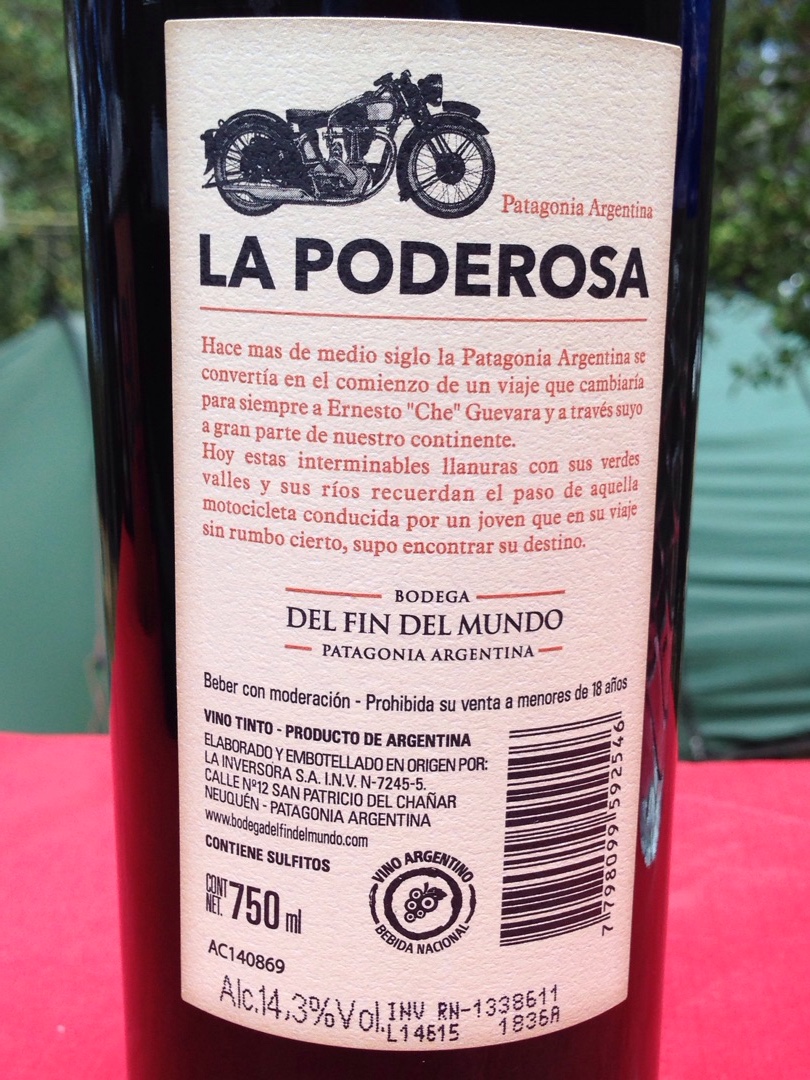 Patagonia Argentina
LA PODEROSA
Hace mas de medio siglo la Patagonia Argentina se
convertía en el comienzo de un viaje que cambiaría
para siempre a Ernesto "Che" Guevara y a través suyo
a gran parte de nuestro continente.
Hoy estas interminables llanuras con sus verdes
valles y sus ríos recuerdan el paso de aquella
motocicleta conducida por un joven que en su viaje
sin rumbo cierto, supo encontrar su destino.
BODEGA
DEL FIN DEL MUNDO
PATAGONIA ARGENTINA
Beber con moderación - Prohibida su venta a menores de 18 años
VINO TINTO - PRODUCTO DE ARGENTINA
ELABORADO Y EMBOTELLADO EN ORIGEN POR:
LA INVERSORA S.A. I.N.V. N-7245-5.
CALLE Nº12 SAN PATRICIO DEL CHAÑAR
NEUQUÉN - PATAGONIA ARGENTINA
www.bodegadelfindelmundo.com
CONTIENE SULFITOS
CONT
NET. 750 ml
VINO ARGENTINO
BEBIDA NACIONAL
7 798099 592546
AC140869
Alc.14,3%Vol.
INV RN-1338611
L14615 1836A